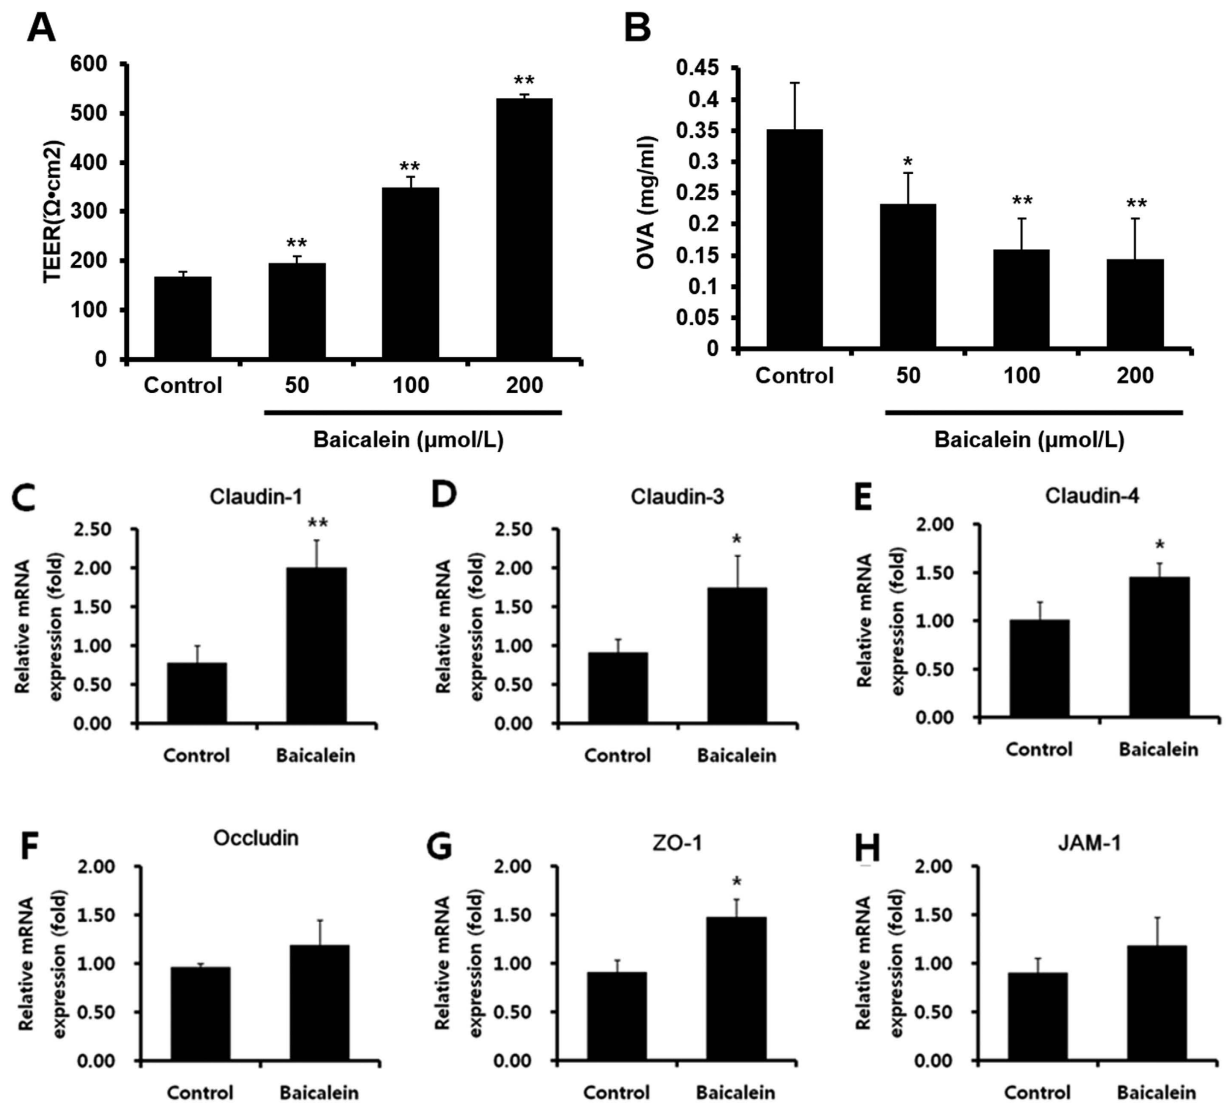 A
TEER(Ω•cm2)
600
500
400
300
200
100
0
**
**
**
Control 50 100 200
Baicalein (μmol/L)
B
OVA (mg/ml)
0.45
0.4
0.35
0.3
0.25
0.2
0.15
0.1
0.05
0
*
**
**
Control 50 100 200
Baicalein (μmol/L)
C
Claudin-1
Relative mRNA
expression (fold)
2.50
2.00
1.50
1.00
0.50
0.00
**
Control Baicalein
D
Claudin-3
Relative mRNA
expression (fold)
2.50
2.00
1.50
1.00
0.50
0.00
*
Control Baicalein
E
Claudin-4
Relative mRNA
expression (fold)
2.00
1.50
1.00
0.50
0.00
*
Control Baicalein
F
Occludin
Relative mRNA
expression (fold)
2.00
1.50
1.00
0.50
0.00
Control Baicalein
G
ZO-1
Relative mRNA
expression (fold)
2.00
1.50
1.00
0.50
0.00
*
Control Baicalein
H
JAM-1
Relative mRNA
expression (fold)
2.00
1.50
1.00
0.50
0.00
Control Baicalein